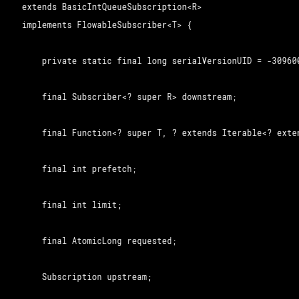 extends BasicIntQueueSubscription<R>
implements FlowableSubscriber<T> {
private static final long serialVersionUID = -309600
final Subscriber<? super R> downstream;
final Function<? super T, ? extends Iterable<? exten
final int prefetch;
final int limit;
final AtomicLong requested;
Subscription upstream;